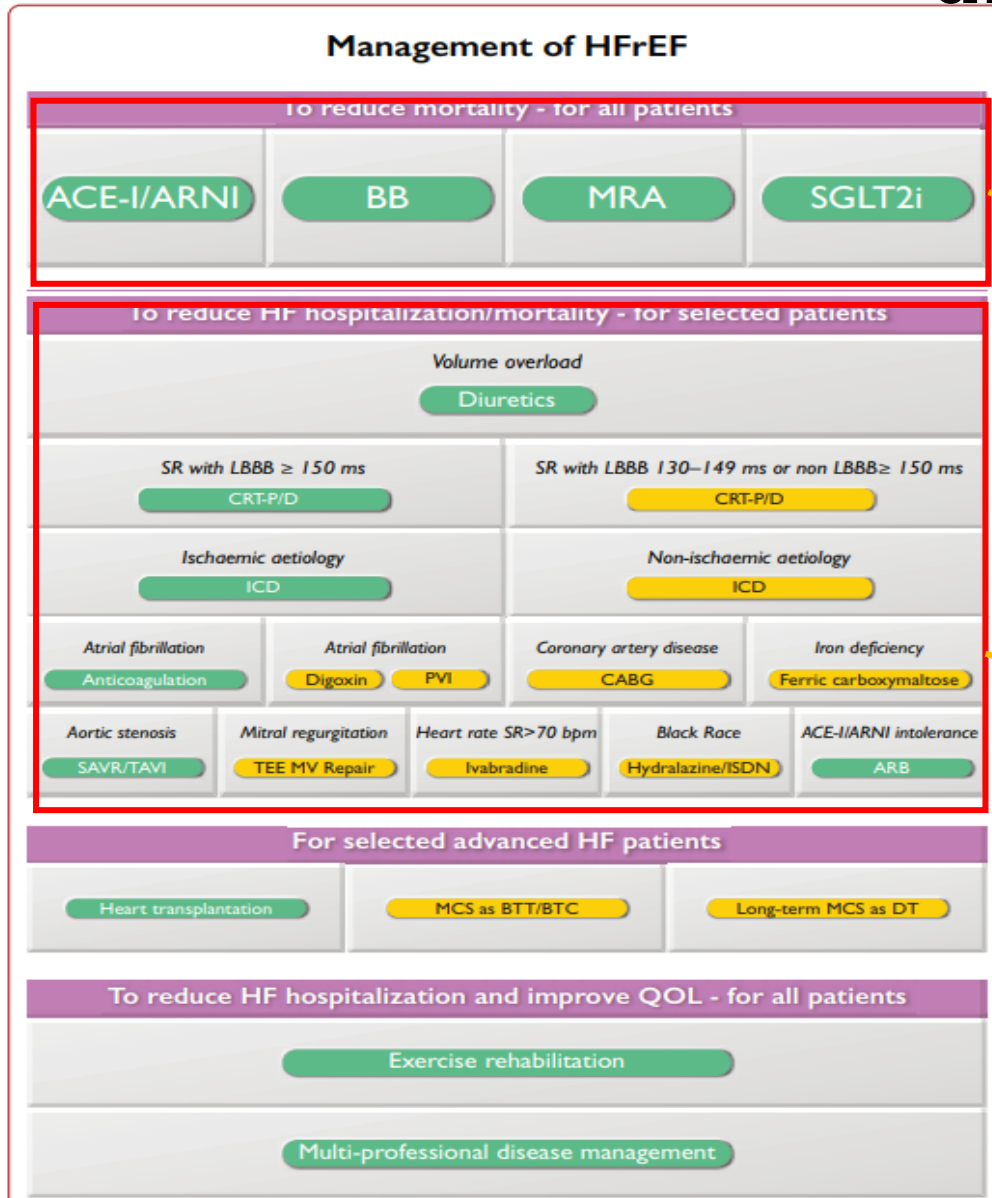 Management of HFrEF
To reduce mortality - for all patients
ACE-I/ARNI BB MRA SGLT2i
To reduce HF hospitalization/mortality - for selected patients
Volume overload
Diuretics
SR with LBBB ≥ 150 ms SR with LBBB 130–149 ms or non LBBB≥ 150 ms
CRT-P/D CRT-P/D
Ischaemic aetiology Non-ischaemic aetiology
ICD ICD
Atrial fibrillation Atrial fibrillation Coronary artery disease Iron deficiency
Anticoagulation Digoxin PVI CABG Ferric carboxymaltose
Aortic stenosis Mitral regurgitation Heart rate SR>70 bpm Black Race ACE-I/ARNI intolerance
SAVR/TAVI TEE MV Repair Ivabradine Hydralazine/ISDN ARB
For selected advanced HF patients
Heart transplantation MCS as BTT/BTC Long-term MCS as DT
To reduce HF hospitalization and improve QOL - for all patients
Exercise rehabilitation
Multi-professional disease management